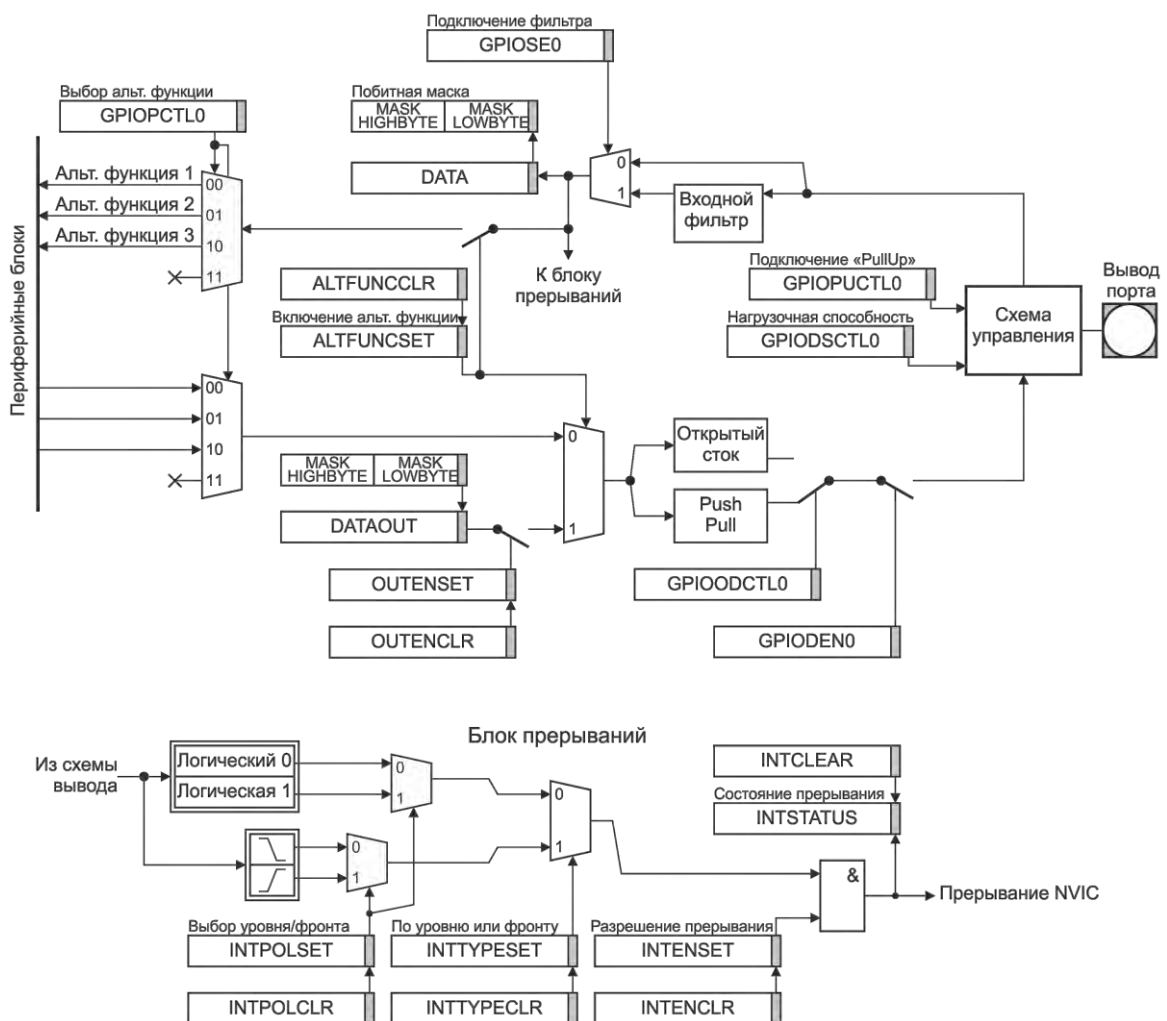 Подключение фильтра
GPIOSE0
Выбор альт. функции
GPIOPCTL0
Побитная маска
MASK HIGHBYTE
MASK LOWBYTE
DATA
0
1
Входной фильтр
Периферийные блоки
Альт. функция 1
Альт. функция 2
Альт. функция 3
00
01
10
11
К блоку прерываний
ALTFUNCCLR
Включение альт. функции
ALTFUNCSET
Подключение «PullUp»
GPIOPUCTL0
Нагрузочная способность
GPIODSCTL0
Схема управления
Вывод порта
00
01
10
11
0
1
MASK HIGHBYTE
MASK LOWBYTE
DATAOUT
OUTENSET
OUTENCLR
Открытый сток
Push Pull
GPIOODCTL0
GPIODEN0
Блок прерываний
Из схемы вывода
Логический 0
Логическая 1
0
1
0
1
0
1
INTCLEAR
Состояние прерывания
INTSTATUS
&
Прерывание NVIC
Выбор уровня/фронта
INTPOLSET
INTPOLCLR
По уровню или фронту
INTTYPESET
INTTYPECLR
Разрешение прерывания
INTENSET
INTENCLR